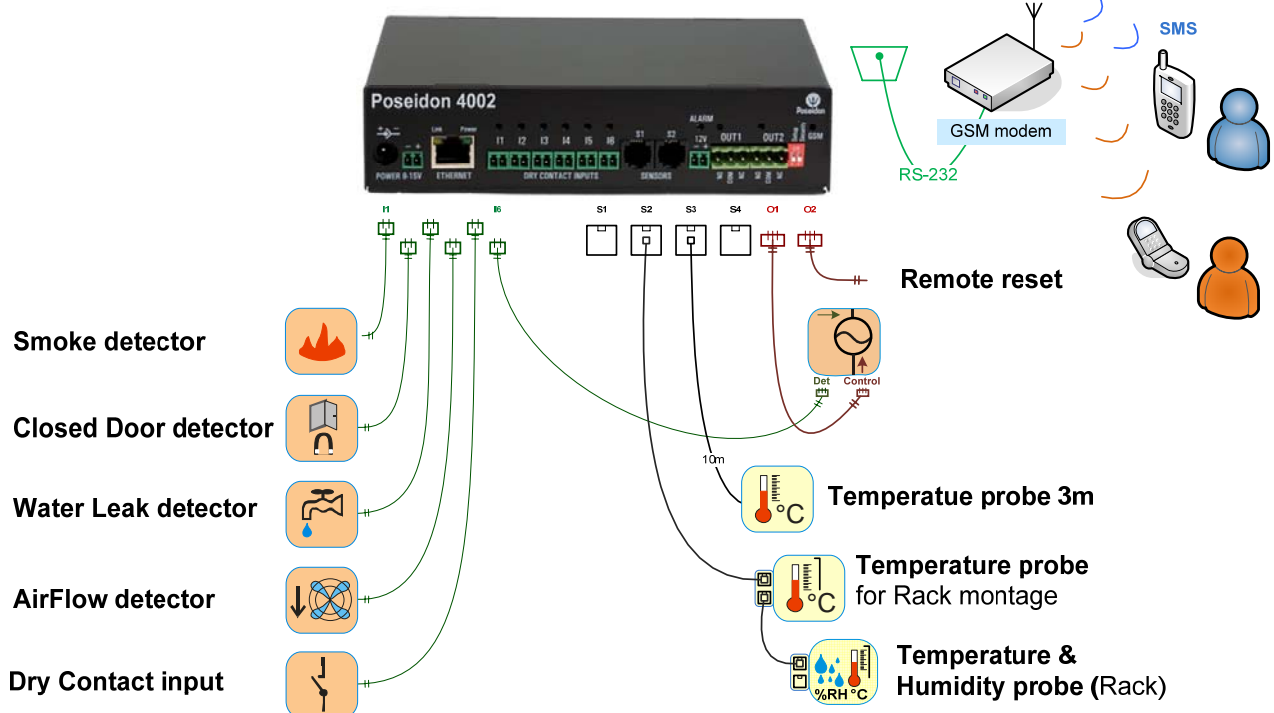 SMS
Poseidon 4002
Poseidon
GSM modem
ALARM
Link Power
I1 I2 I3 I4 I5 I6
S1 S2
12V
OUT1 OUT2
GSM
- +
- +
POWER 9-15V
ETHERNET
DRY CONTACT INPUTS
SENSORS
RS-232
I1
I6
S1
S2
S3
S4
O1
O2
Remote reset
Smoke detector
Det
Control
Closed Door detector
10m
Temperatue probe 3m
°C
Water Leak detector
Temperature probe
for Rack montage
°C
AirFlow detector
Temperature &
Humidity probe (Rack)
%RH °C
Dry Contact input